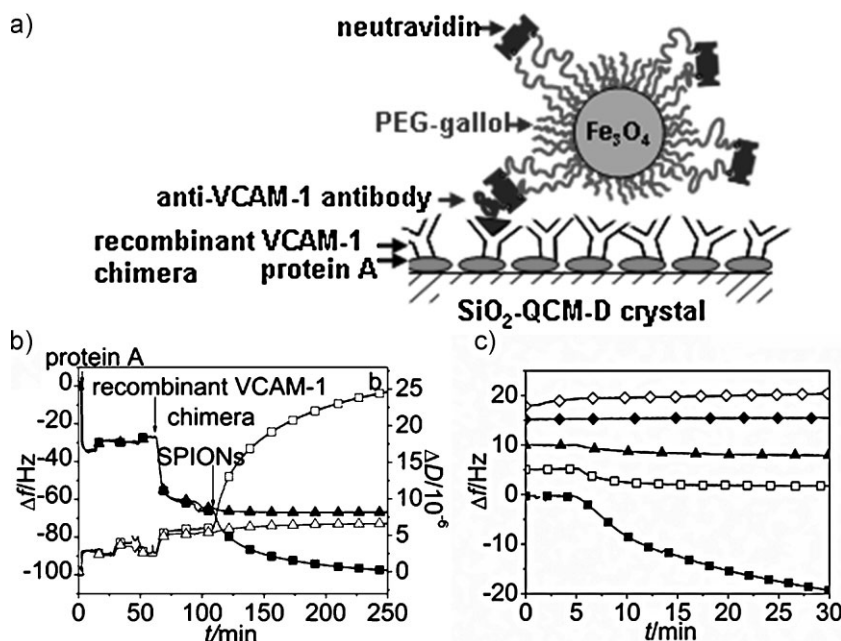 a)
neutravidin
PEG-gallol
Fe₃O₄
anti-VCAM-1 antibody
recombinant VCAM-1
chimera protein A
SiO₂-QCM-D crystal
b)
protein A
recombinant VCAM-1
chimera
SPIONs
b
Δf/Hz
0
-20
-40
-60
-80
-100
ΔD/10⁻⁶
25
20
15
10
5
0
0 50 100 150 200 250
t/min
c)
Δf/Hz
20
10
0
-10
-20
0 5 10 15 20 25 30
t/min